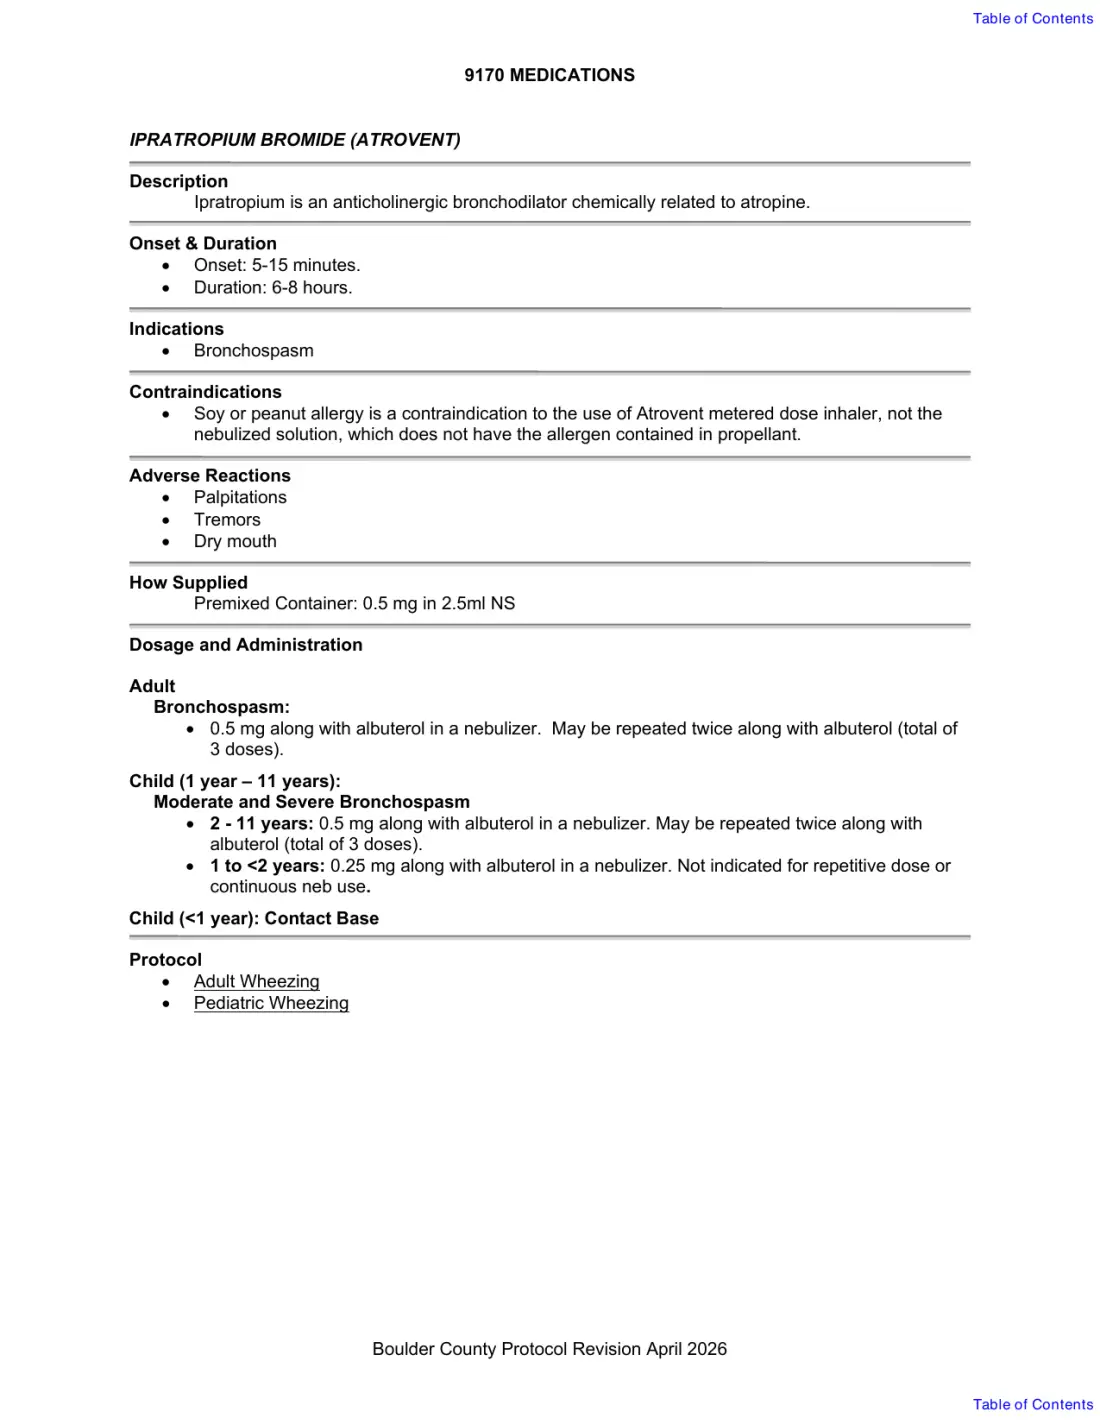 Table of Contents
9170 MEDICATIONS
IPRATROPIUM BROMIDE (ATROVENT)
Description
Ipratropium is an anticholinergic bronchodilator chemically related to atropine.
Onset & Duration
• Onset: 5-15 minutes.
• Duration: 6-8 hours.
Indications
• Bronchospasm
Contraindications
• Soy or peanut allergy is a contraindication to the use of Atrovent metered dose inhaler, not the
nebulized solution, which does not have the allergen contained in propellant.
Adverse Reactions
• Palpitations
• Tremors
• Dry mouth
How Supplied
Premixed Container: 0.5 mg in 2.5ml NS
Dosage and Administration
Adult
Bronchospasm:
• 0.5 mg along with albuterol in a nebulizer.  May be repeated twice along with albuterol (total of
3 doses).
Child (1 year – 11 years):
Moderate and Severe Bronchospasm
• 2 - 11 years: 0.5 mg along with albuterol in a nebulizer. May be repeated twice along with
albuterol (total of 3 doses).
• 1 to <2 years: 0.25 mg along with albuterol in a nebulizer. Not indicated for repetitive dose or
continuous neb use.
Child (<1 year): Contact Base
Protocol
• Adult Wheezing
• Pediatric Wheezing
Boulder County Protocol Revision April 2026
Table of Contents